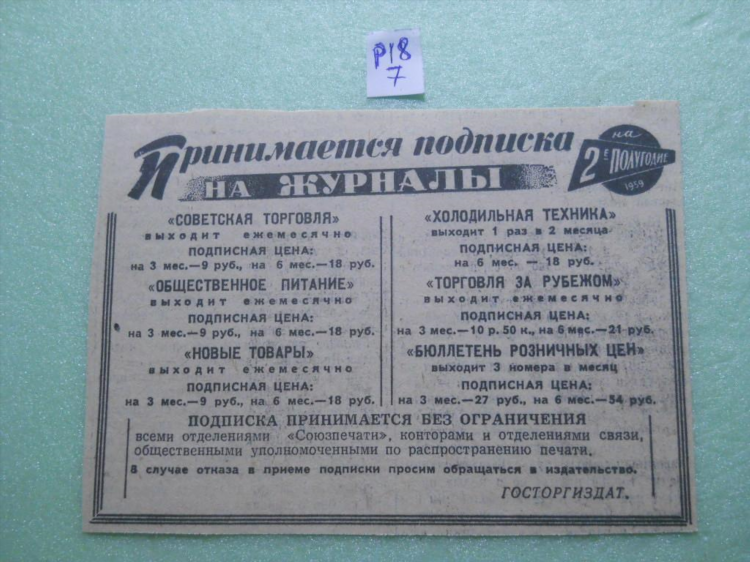 р18
7
Принимается подписка
НА ЖУРНАЛЫ
на
2е ПОЛУГОДИЕ
1959
«СОВЕТСКАЯ ТОРГОВЛЯ»
выходит ежемесячно
ПОДПИСНАЯ ЦЕНА:
на 3 мес.—9 руб., на 6 мес.—18 руб.
«ОБЩЕСТВЕННОЕ ПИТАНИЕ»
выходит ежемесячно
ПОДПИСНАЯ ЦЕНА:
на 3 мес.—9 руб., на 6 мес.—18 руб.
«НОВЫЕ ТОВАРЫ»
выходит ежемесячно
ПОДПИСНАЯ ЦЕНА:
на 3 мес.—9 руб., на 6 мес.—18 руб.
«ХОЛОДИЛЬНАЯ ТЕХНИКА»
выходит 1 раз в 2 месяца
ПОДПИСНАЯ ЦЕНА:
на 6 мес. — 18 руб.
«ТОРГОВЛЯ ЗА РУБЕЖОМ»
выходит ежемесячно
ПОДПИСНАЯ ЦЕНА:
на 3 мес.—10 р. 50 к., на 6 мес.—21 руб.
«БЮЛЛЕТЕНЬ РОЗНИЧНЫХ ЦЕН»
выходит 3 номера в месяц
ПОДПИСНАЯ ЦЕНА:
на 3 мес.—27 руб., на 6 мес.—54 руб.
ПОДПИСКА ПРИНИМАЕТСЯ БЕЗ ОГРАНИЧЕНИЯ
всеми отделениями «Союзпечати», конторами и отделениями связи,
общественными уполномоченными по распространению печати.
В случае отказа в приеме подписки просим обращаться в издательство.
ГОСТОРГИЗДАТ.